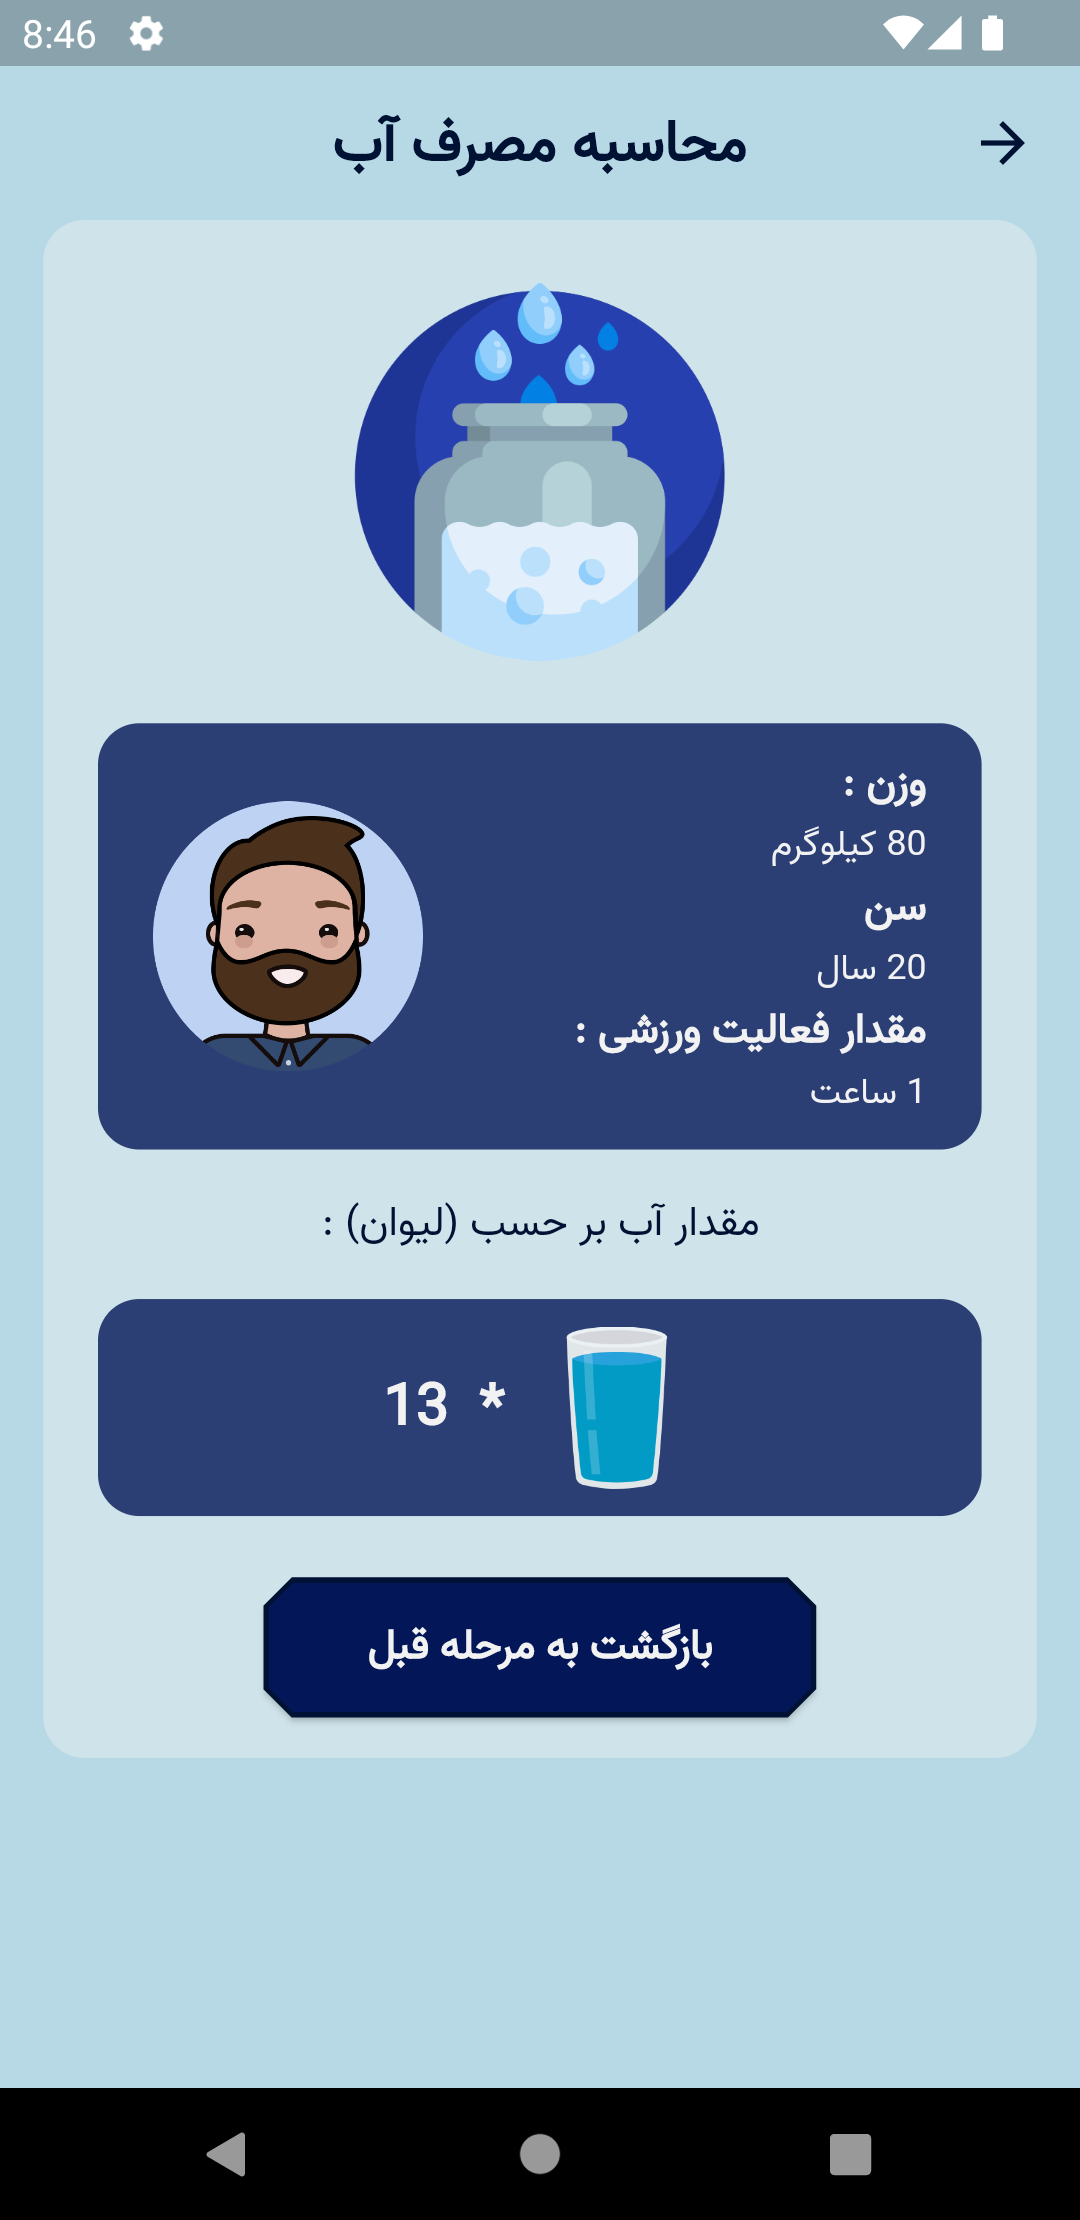 8:46
محاسبه مصرف آب
وزن :
80 کیلوگرم
سن
20 سال
مقدار فعالیت ورزشی :
1 ساعت
مقدار آب بر حسب (لیوان) :
13 *
بازگشت به مرحله قبل